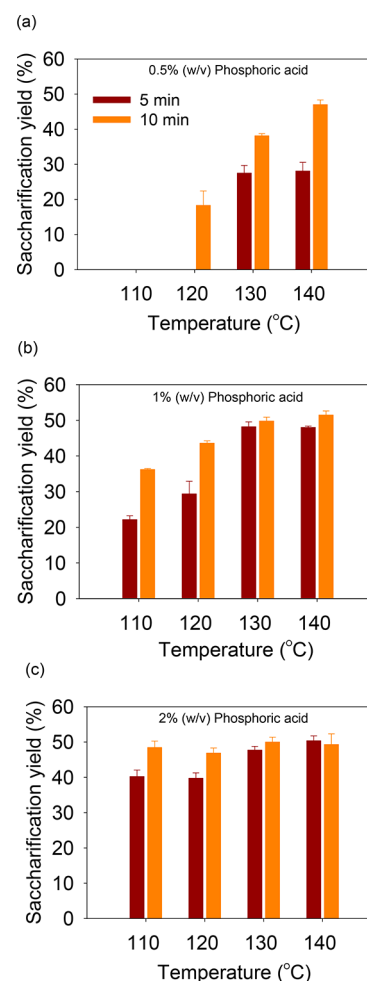 (a)
0.5% (w/v) Phosphoric acid
5 min
10 min
Saccharification yield (%)
60
50
40
30
20
10
0
110 120 130 140
Temperature (°C)
(b)
1% (w/v) Phosphoric acid
Saccharification yield (%)
60
50
40
30
20
10
0
110 120 130 140
Temperature (°C)
(c)
2% (w/v) Phosphoric acid
Saccharification yield (%)
60
50
40
30
20
10
0
110 120 130 140
Temperature (°C)